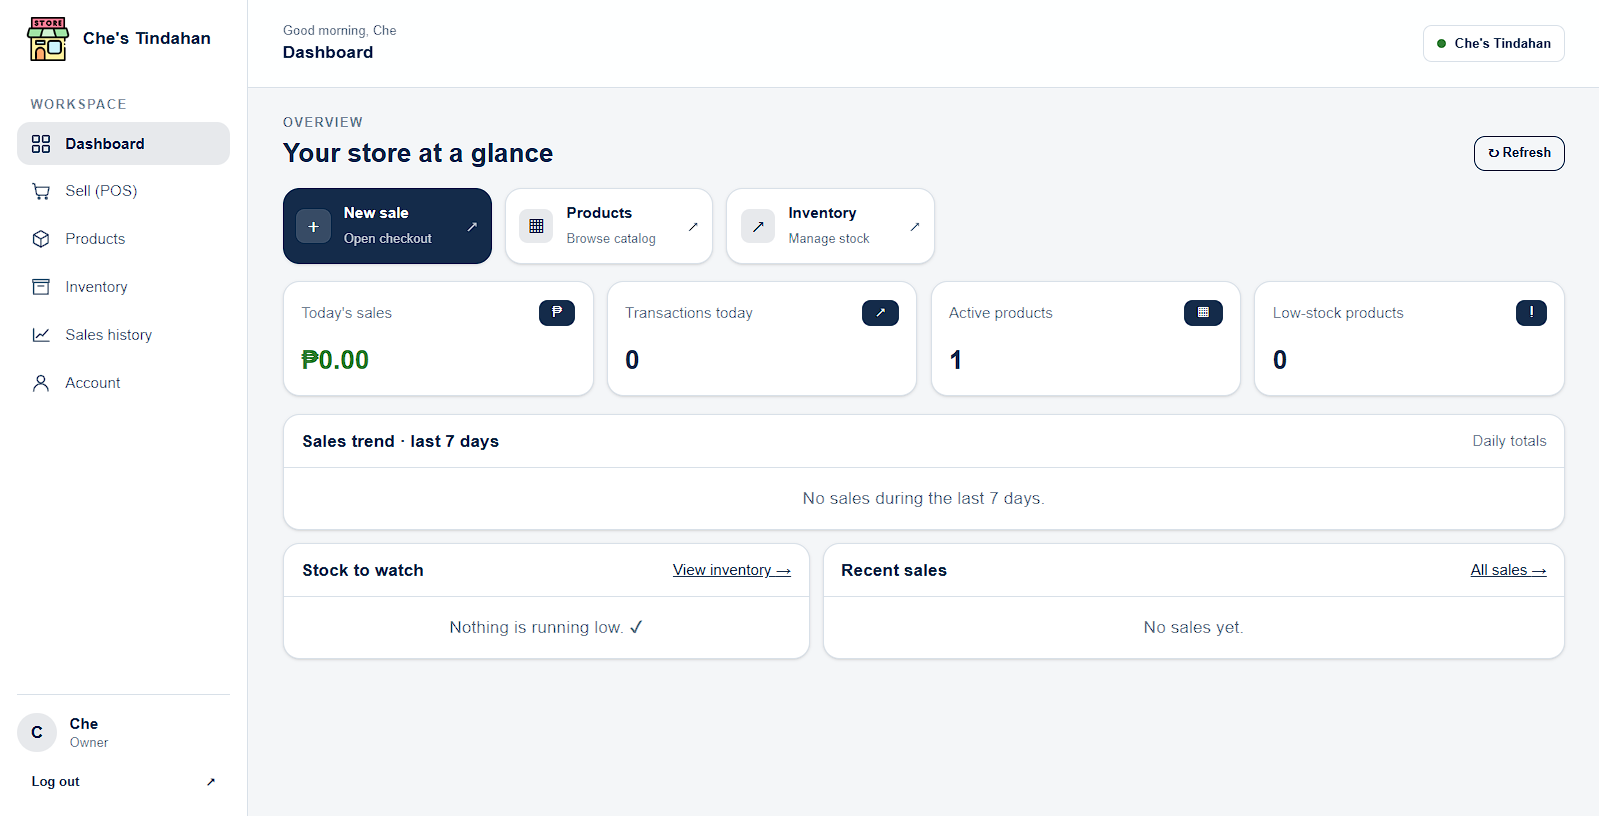 STORE
Che's Tindahan
WORKSPACE
Dashboard
Sell (POS)
Products
Inventory
Sales history
Account
C
Che
Owner
Log out ↗
Good morning, Che
Dashboard
Che's Tindahan
OVERVIEW
Your store at a glance
↻ Refresh
+ New sale ↗
Open checkout
▦ Products ↗
Browse catalog
↗ Inventory ↗
Manage stock
Today's sales ₱
₱0.00
Transactions today ↗
0
Active products ▦
1
Low-stock products !
0
Sales trend · last 7 days Daily totals
No sales during the last 7 days.
Stock to watch View inventory →
Nothing is running low. ✓
Recent sales All sales →
No sales yet.